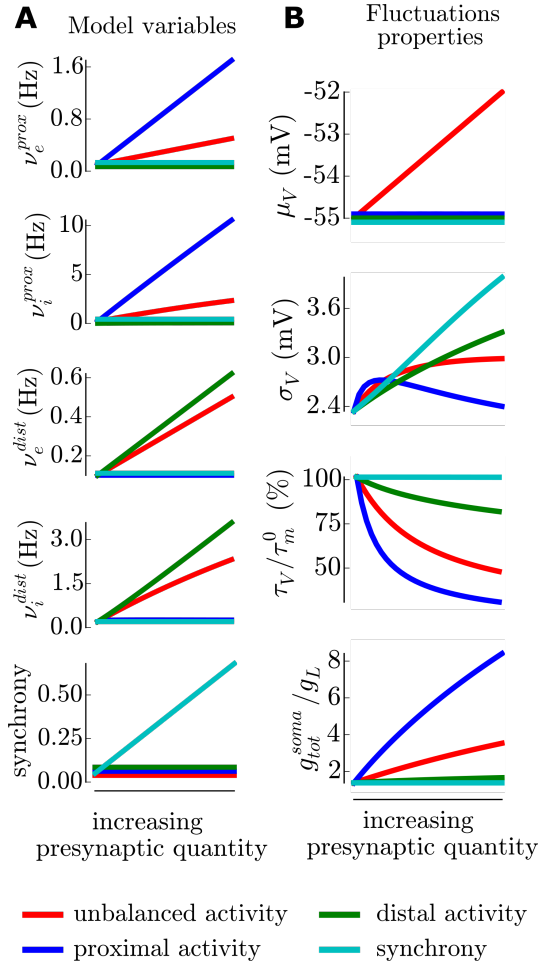 A
Model variables
ν_e^prox (Hz)
1.6
0.8
0.0
ν_i^prox (Hz)
10
5
0
ν_e^dist (Hz)
0.6
0.4
0.2
ν_i^dist (Hz)
3.0
1.5
0.0
synchrony
0.50
0.25
0.00
increasing
presynaptic quantity
B
Fluctuations
properties
μ_V (mV)
-52
-53
-54
-55
σ_V (mV)
3.6
3.0
2.4
τ_V/τ_m^0 (%)
100
75
50
g_tot^soma/g_L
8
6
4
2
increasing
presynaptic quantity
unbalanced activity
proximal activity
distal activity
synchrony